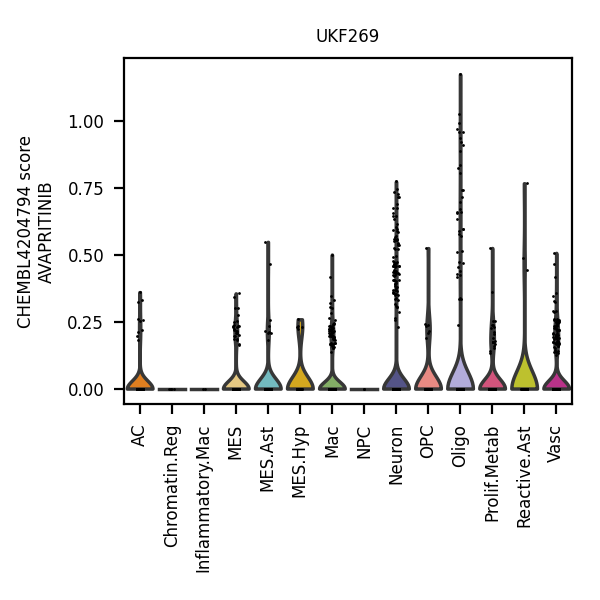 UKF269
CHEMBL4204794 score
AVAPRITINIB
1.00
0.75
0.50
0.25
0.00
AC
Chromatin.Reg
Inflammatory.Mac
MES
MES.Ast
MES.Hyp
Mac
NPC
Neuron
OPC
Oligo
Prolif.Metab
Reactive.Ast
Vasc